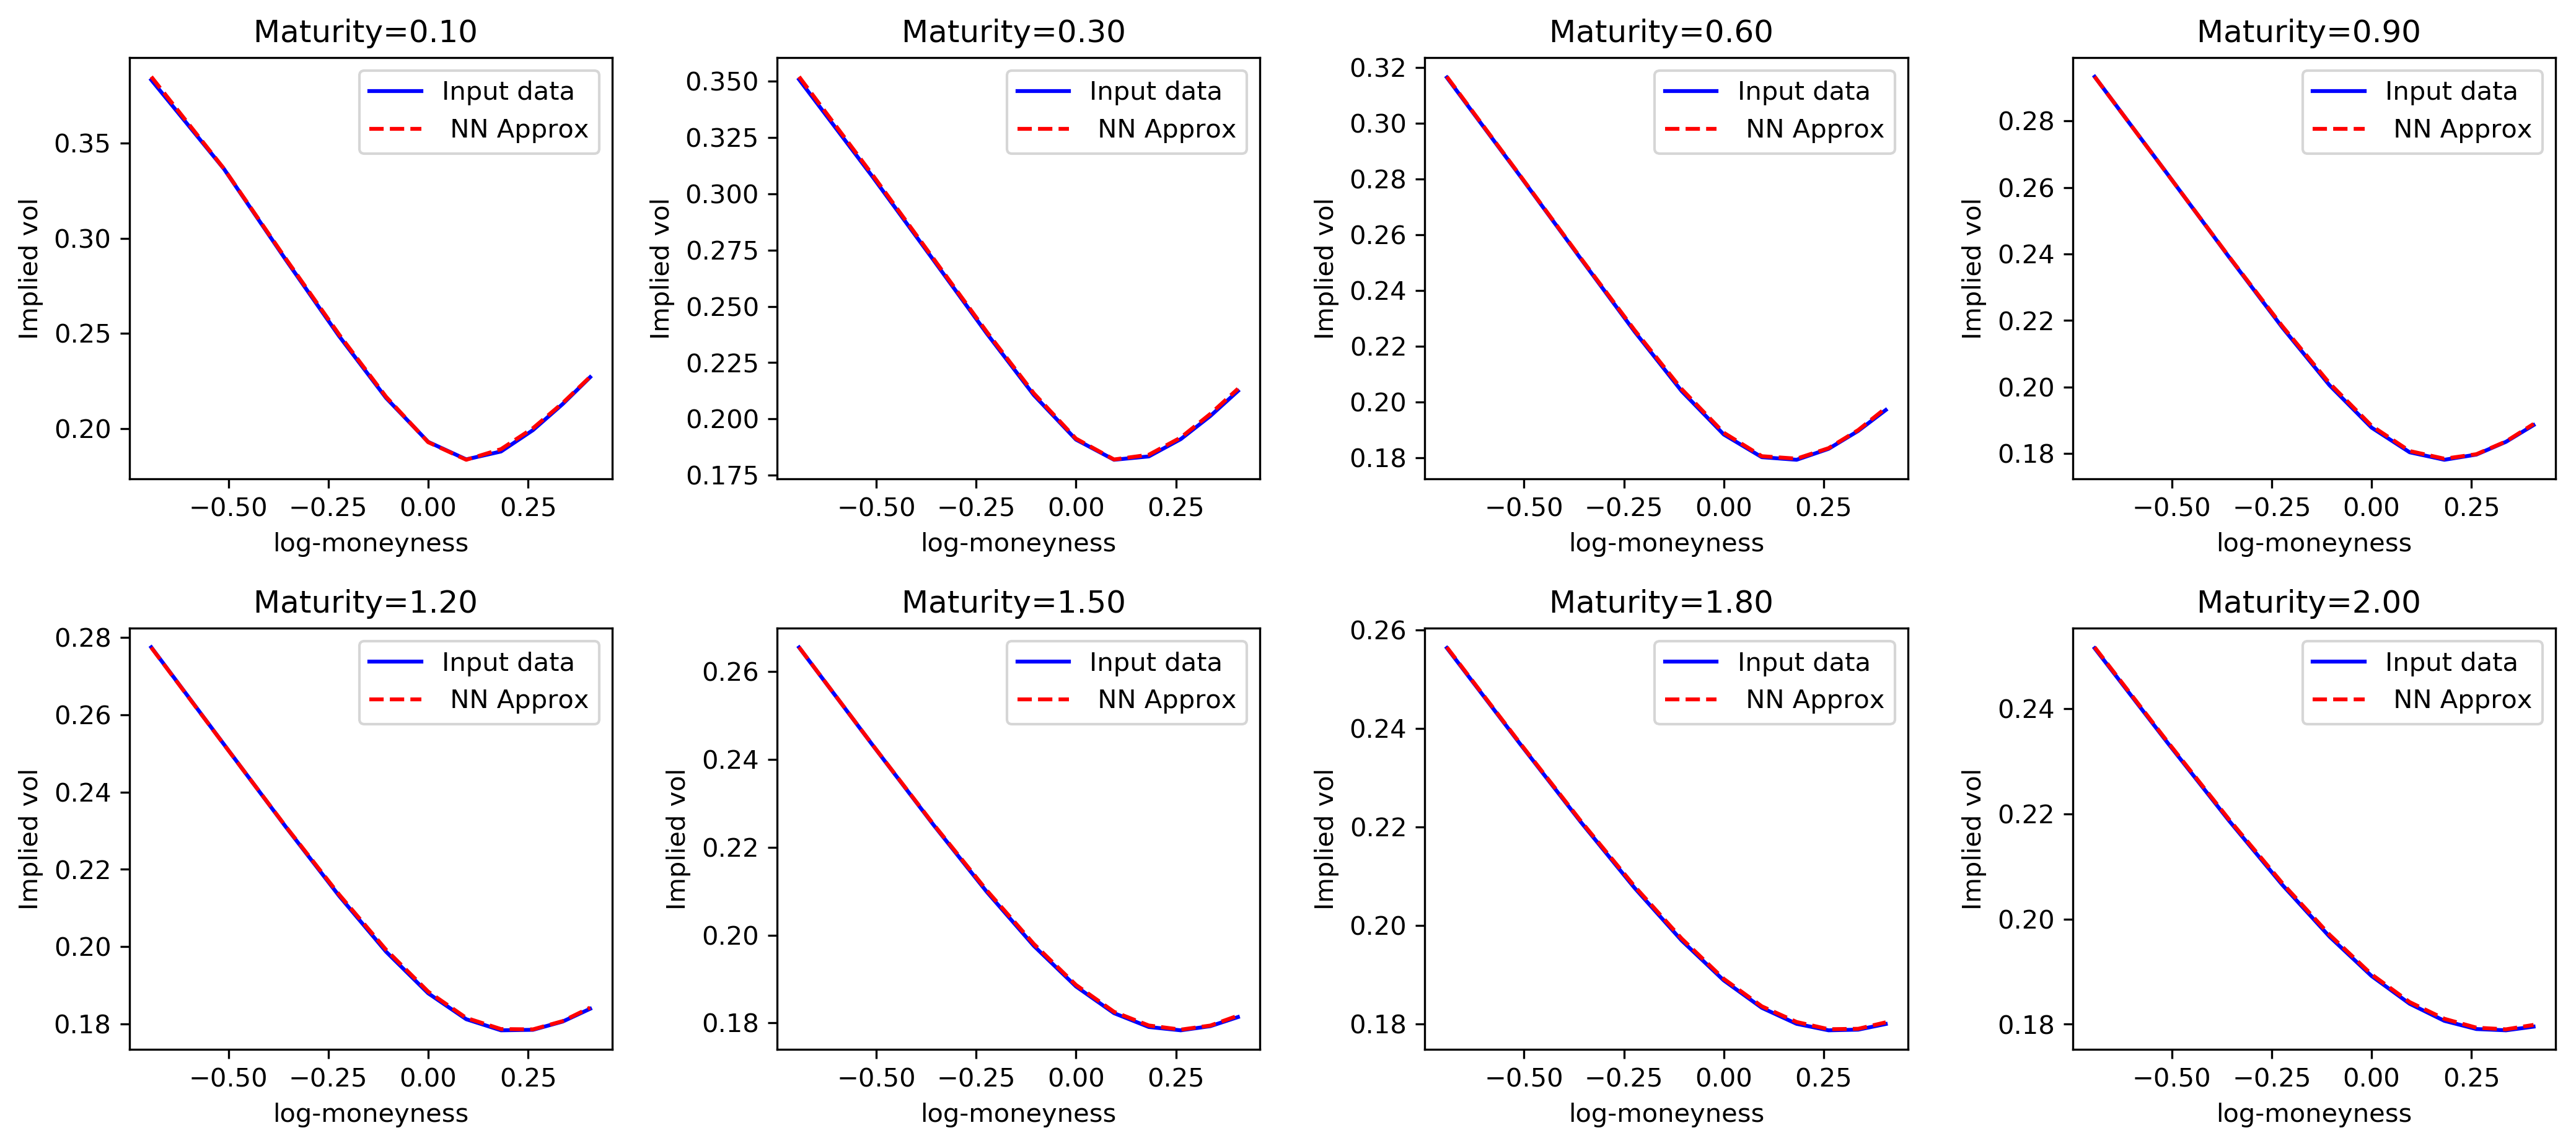 Maturity=0.10
Implied vol
0.35
0.30
0.25
0.20
Input data
NN Approx
−0.50 −0.25 0.00 0.25
log-moneyness
Maturity=0.30
Implied vol
0.350
0.325
0.300
0.275
0.250
0.225
0.200
0.175
Input data
NN Approx
−0.50 −0.25 0.00 0.25
log-moneyness
Maturity=0.60
Implied vol
0.32
0.30
0.28
0.26
0.24
0.22
0.20
0.18
Input data
NN Approx
−0.50 −0.25 0.00 0.25
log-moneyness
Maturity=0.90
Implied vol
0.28
0.26
0.24
0.22
0.20
0.18
Input data
NN Approx
−0.50 −0.25 0.00 0.25
log-moneyness
Maturity=1.20
Implied vol
0.28
0.26
0.24
0.22
0.20
0.18
Input data
NN Approx
−0.50 −0.25 0.00 0.25
log-moneyness
Maturity=1.50
Implied vol
0.26
0.24
0.22
0.20
0.18
Input data
NN Approx
−0.50 −0.25 0.00 0.25
log-moneyness
Maturity=1.80
Implied vol
0.26
0.24
0.22
0.20
0.18
Input data
NN Approx
−0.50 −0.25 0.00 0.25
log-moneyness
Maturity=2.00
Implied vol
0.24
0.22
0.20
0.18
Input data
NN Approx
−0.50 −0.25 0.00 0.25
log-moneyness